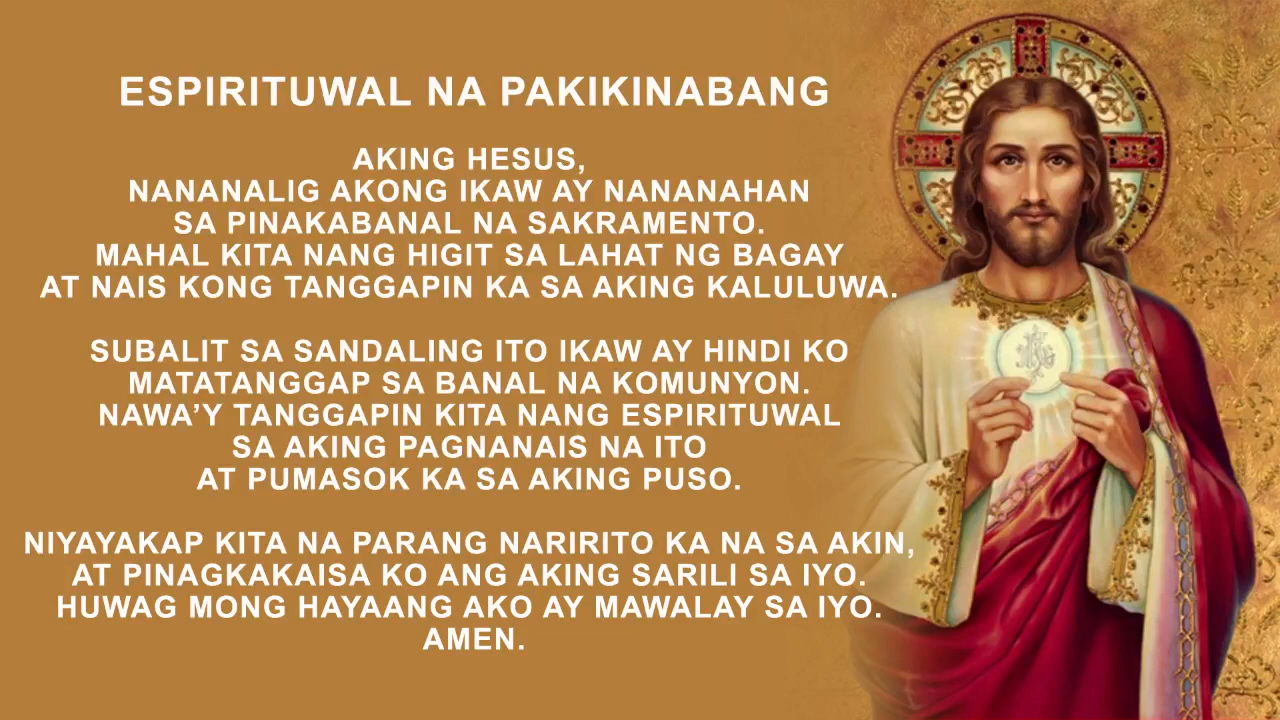 ESPIRITUWAL NA PAKIKINABANG
AKING HESUS,
NANANALIG AKONG IKAW AY NANANAHAN
SA PINAKABANAL NA SAKRAMENTO.
MAHAL KITA NANG HIGIT SA LAHAT NG BAGAY
AT NAIS KONG TANGGAPIN KA SA AKING KALULUWA.
SUBALIT SA SANDALING ITO IKAW AY HINDI KO
MATATANGGAP SA BANAL NA KOMUNYON.
NAWA’Y TANGGAPIN KITA NANG ESPIRITUWAL
SA AKING PAGNANAIS NA ITO
AT PUMASOK KA SA AKING PUSO.
NIYAYAKAP KITA NA PARANG NARIRITO KA NA SA AKIN,
AT PINAGKAKAISA KO ANG AKING SARILI SA IYO.
HUWAG MONG HAYAANG AKO AY MAWALAY SA IYO.
AMEN.